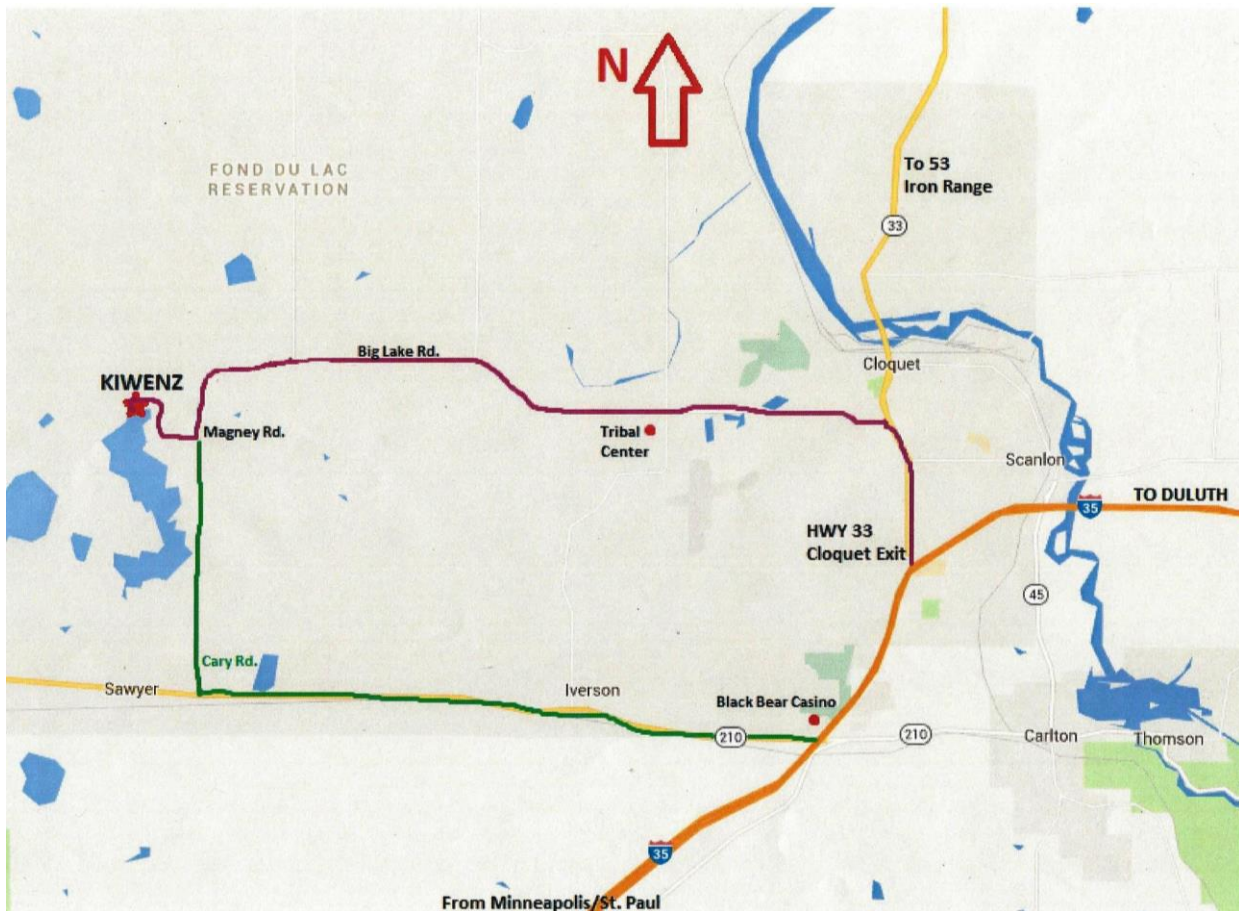 N
FOND DU LAC
RESERVATION
To 53
Iron Range
33
Big Lake Rd.
Cloquet
KIWENZ
Magney Rd.
Tribal
Center
Scanlon
TO DULUTH
35
HWY 33
Cloquet Exit
45
Cary Rd.
Sawyer
Iverson
Black Bear Casino
210
210
Carlton
Thomson
35
From Minneapolis/St. Paul